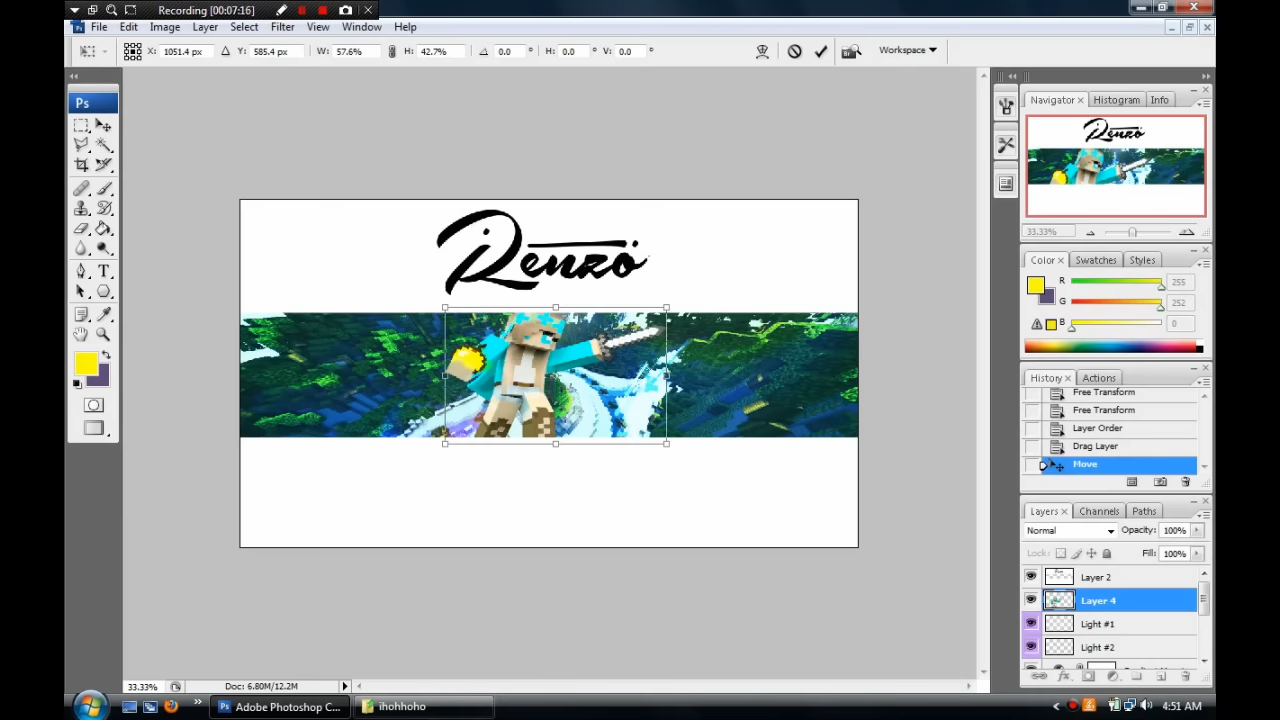 Recording [00:07:16]
Ps File Edit Image Layer Select Filter View Window Help
X: 1051.4 px Y: 585.4 px W: 57.6% H: 42.7% 0.0 ° H: 0.0 ° V: 0.0 ° Workspace
Ps
Navigator Histogram Info
Renzo
33.33%
Renzo
Color Swatches Styles
R 255
G 252
B 0
History Actions
Free Transform
Free Transform
Layer Order
Drag Layer
Move
Layers Channels Paths
Normal Opacity: 100%
Lock: Fill: 100%
Layer 2
Layer 4
Light #1
Light #2
33.33% Doc: 6.80M/12.2M
Ps Adobe Photoshop C... ihohhoho 4:51 AM